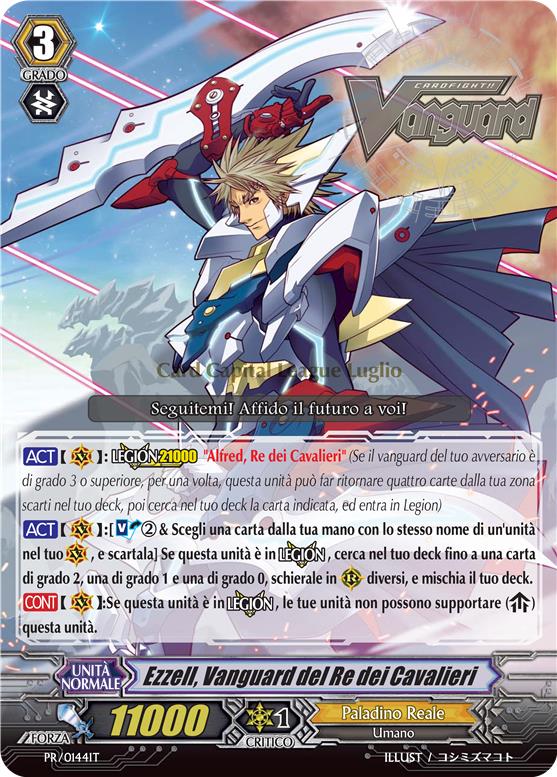 3
GRADO
CARDFIGHT!!
Vanguard
Card Capital League Luglio
Seguitemi! Affido il futuro a voi!
ACT【 】: LEGION 21000 "Alfred, Re dei Cavalieri" (Se il vanguard del tuo avversario è
di grado 3 o superiore, per una volta, questa unità può far ritornare quattro carte dalla tua zona
scarti nel tuo deck, poi cerca nel tuo deck la carta indicata, ed entra in Legion)
ACT【 】:[V ② & Scegli una carta dalla tua mano con lo stesso nome di un'unità
nel tuo V, e scartala] Se questa unità è in LEGION, cerca nel tuo deck fino a una carta
di grado 2, una di grado 1 e una di grado 0, schierale in R diversi, e mischia il tuo deck.
CONT【 】:Se questa unità è in LEGION, le tue unità non possono supportare ( )
questa unità.
UNITÀ
NORMALE
Ezzell, Vanguard del Re dei Cavalieri
FORZA
11000
1
CRITICO
Paladino Reale
Umano
PR/0144IT
ILLUST / コシミズマコト